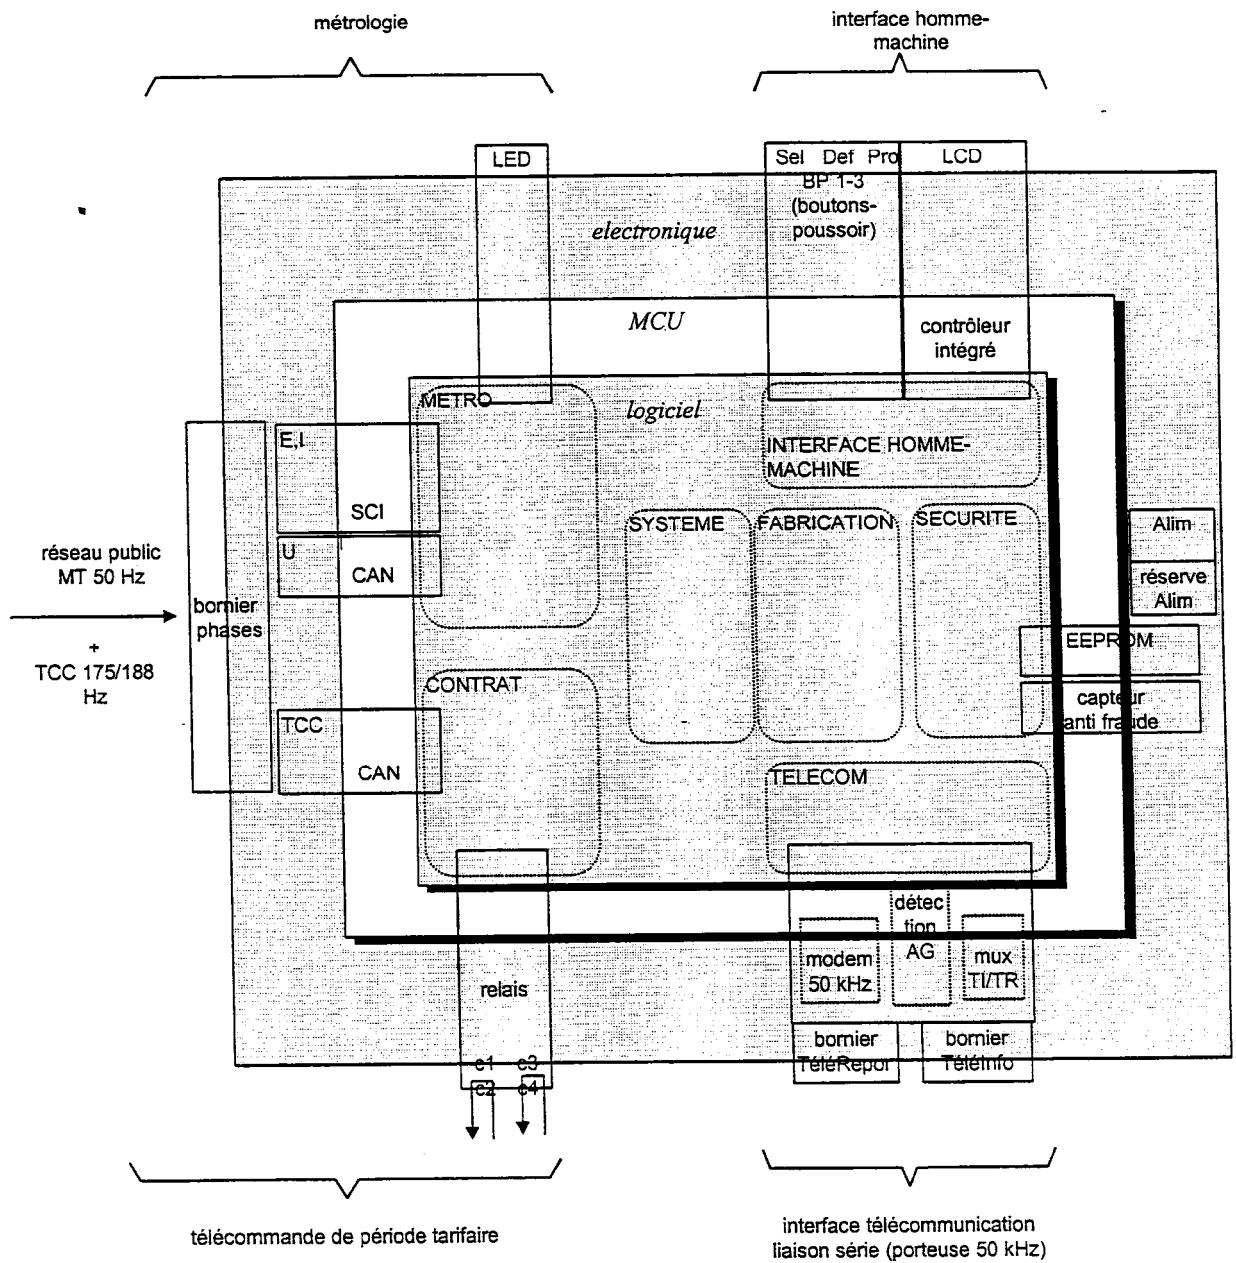 métrologie
interface homme-
machine
LED
Sel Def Pro
BP 1-3
(boutons-
poussoir)
LCD
electronique
MCU
contrôleur
intégré
METRO
logiciel
INTERFACE HOMME-
MACHINE
E,I
SCI
U
CAN
SYSTEME
FABRICATION
SECURITE
Alim
réserve
Alim
réseau public
MT 50 Hz
+
TCC 175/188
Hz
bornier
phases
EEPROM
capteur
anti fraude
CONTRAT
TCC
CAN
TELECOM
détec
tion
AG
modem
50 kHz
mux
TI/TR
relais
bornier
TéléRepor
bornier
TéléInfo
c1 c3
c2 c4
télécommande de période tarifaire
interface télécommunication
liaison série (porteuse 50 kHz)